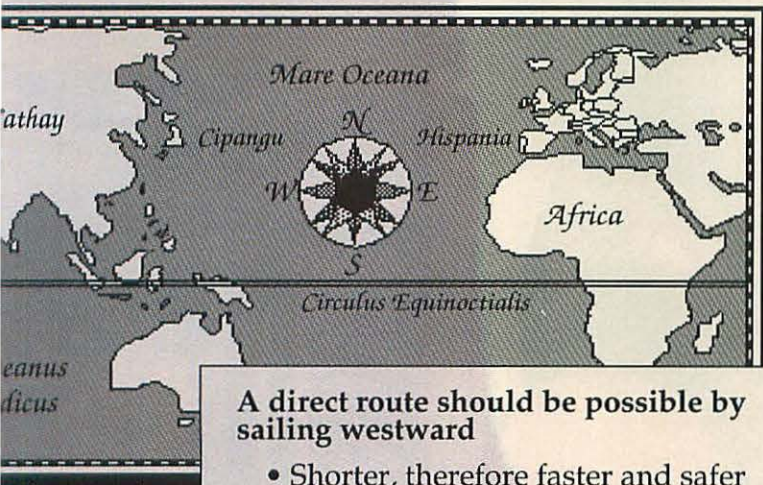 Mare Oceana
athay
Cipangu
N
Hispania
W
E
Africa
S
Circulus Equinoctialis
eanus
dicus
A direct route should be possible by
sailing westward
• Shorter, therefore faster and safer